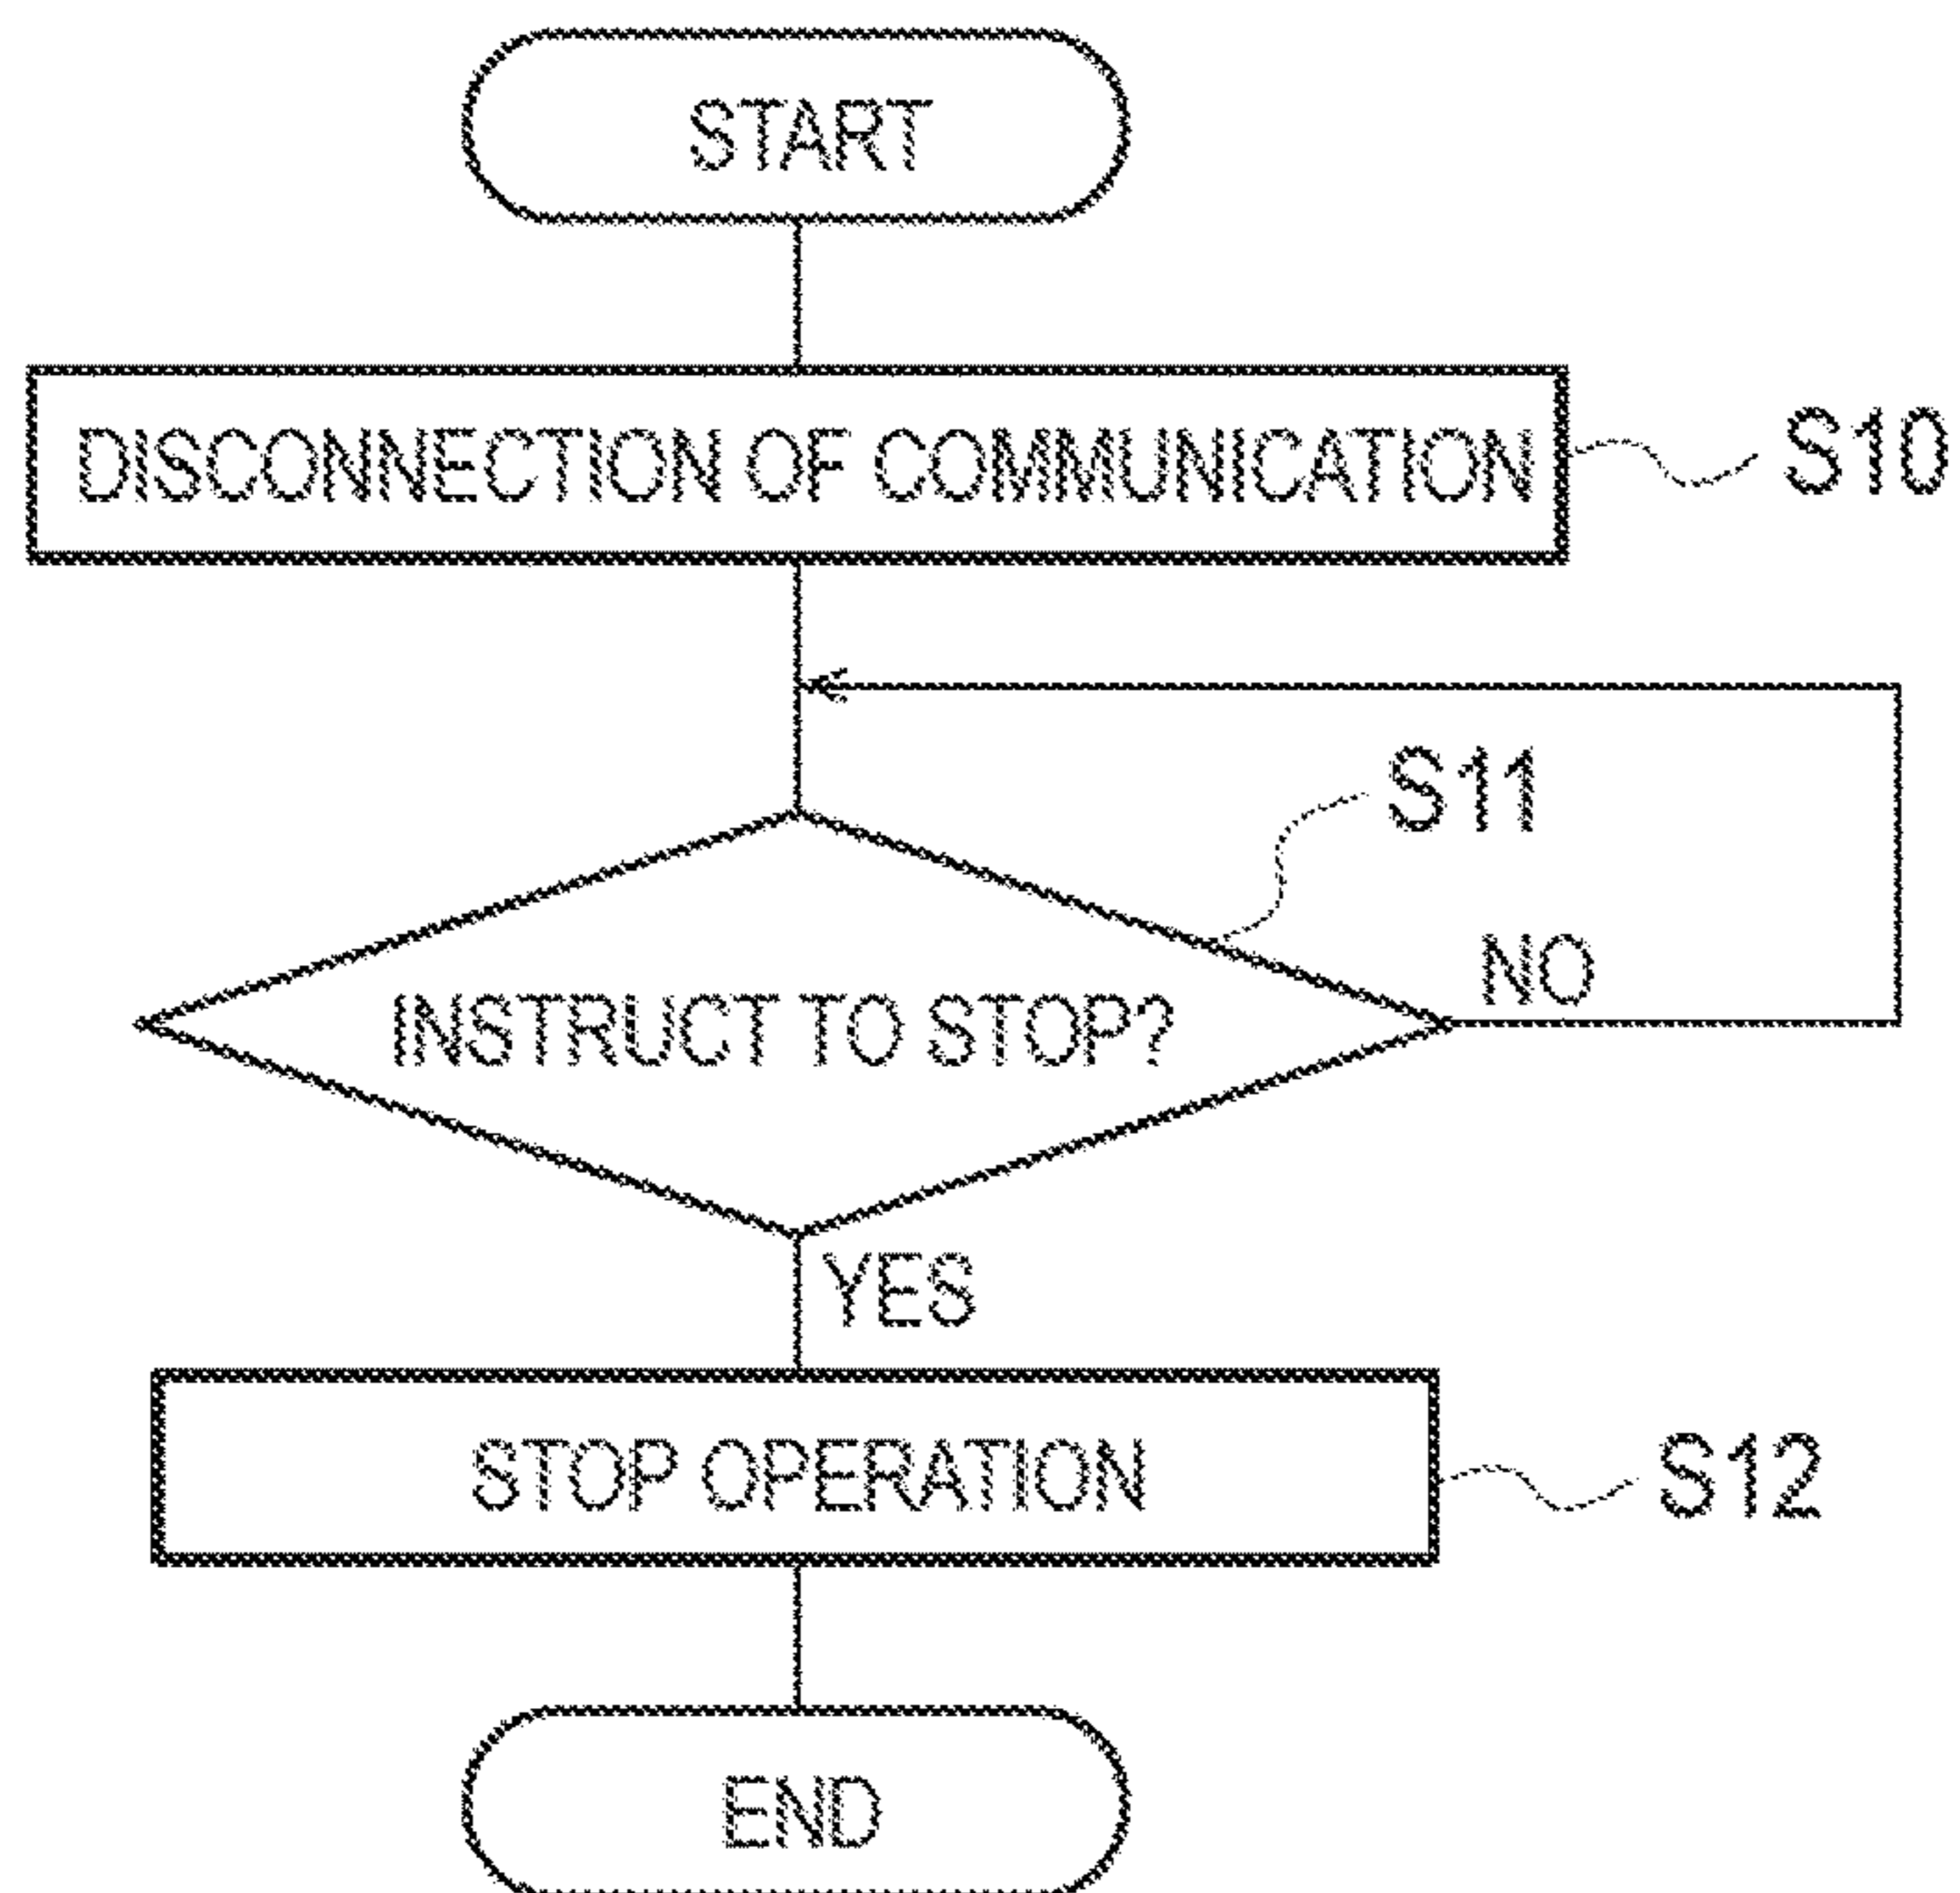 START
DISCONNECTION OF COMMUNICATION
S10
S11
NO
INSTRUCT TO STOP?
YES
STOP OPERATION
S12
END